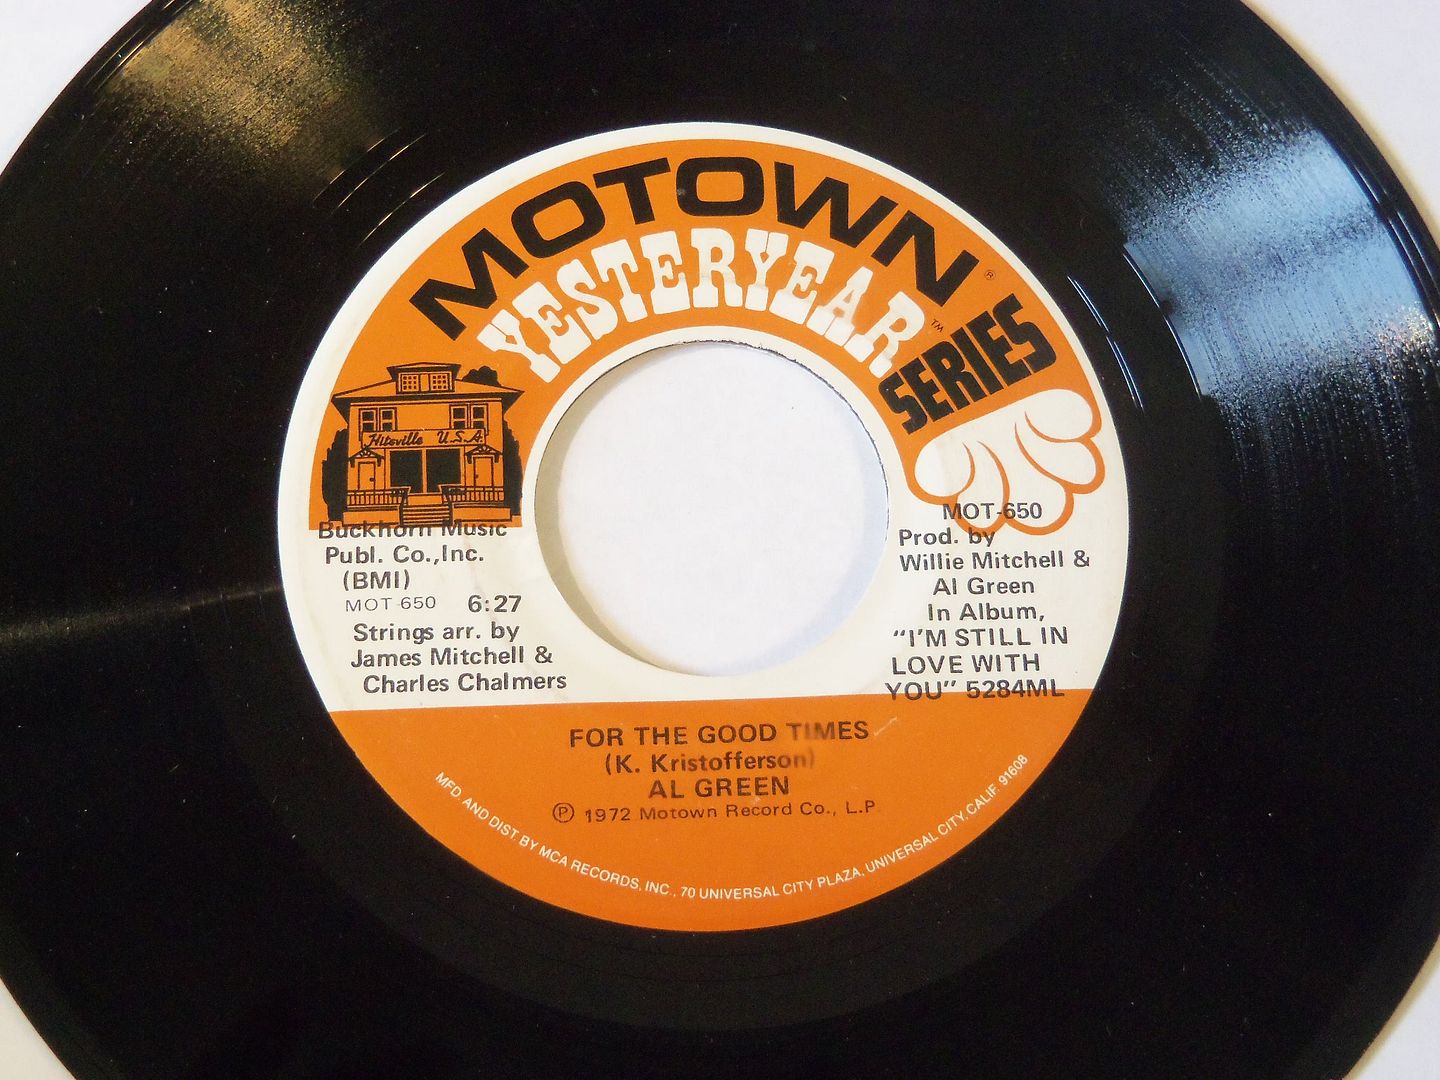 MOTOWN®
YESTERYEAR™
SERIES
Hitsville U.S.A.
Buckhorn Music
Publ. Co.,Inc.
(BMI)
MOT-650 6:27
Strings arr. by
James Mitchell &
Charles Chalmers
MOT-650
Prod. by
Willie Mitchell &
Al Green
In Album,
"I'M STILL IN
LOVE WITH
YOU" 5284ML
FOR THE GOOD TIMES
(K. Kristofferson)
AL GREEN
℗ 1972 Motown Record Co., L.P.
MFD. AND DIST. BY MCA RECORDS, INC., 70 UNIVERSAL CITY PLAZA, UNIVERSAL CITY, CALIF. 91608